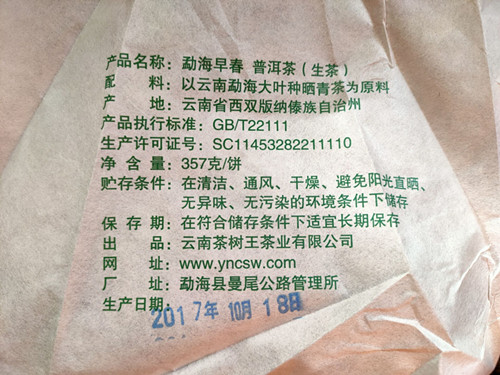 产品名称：勐海早春 普洱茶（生茶）
配 料：以云南勐海大叶种晒青茶为原料
产 地：云南省西双版纳傣族自治州
产品执行标准：GB/T22111
生产许可证号：SC11453282211110
净 含 量：357克/饼
贮存条件：在清洁、通风、干燥、避免阳光直晒、
无异味、无污染的环境条件下储存
保 存 期：在符合储存条件下适宜长期保存
出 品：云南茶树王茶业有限公司
网 址：www.yncsw.com
厂 址：勐海县曼尾公路管理所
生产日期：2017年10月18日